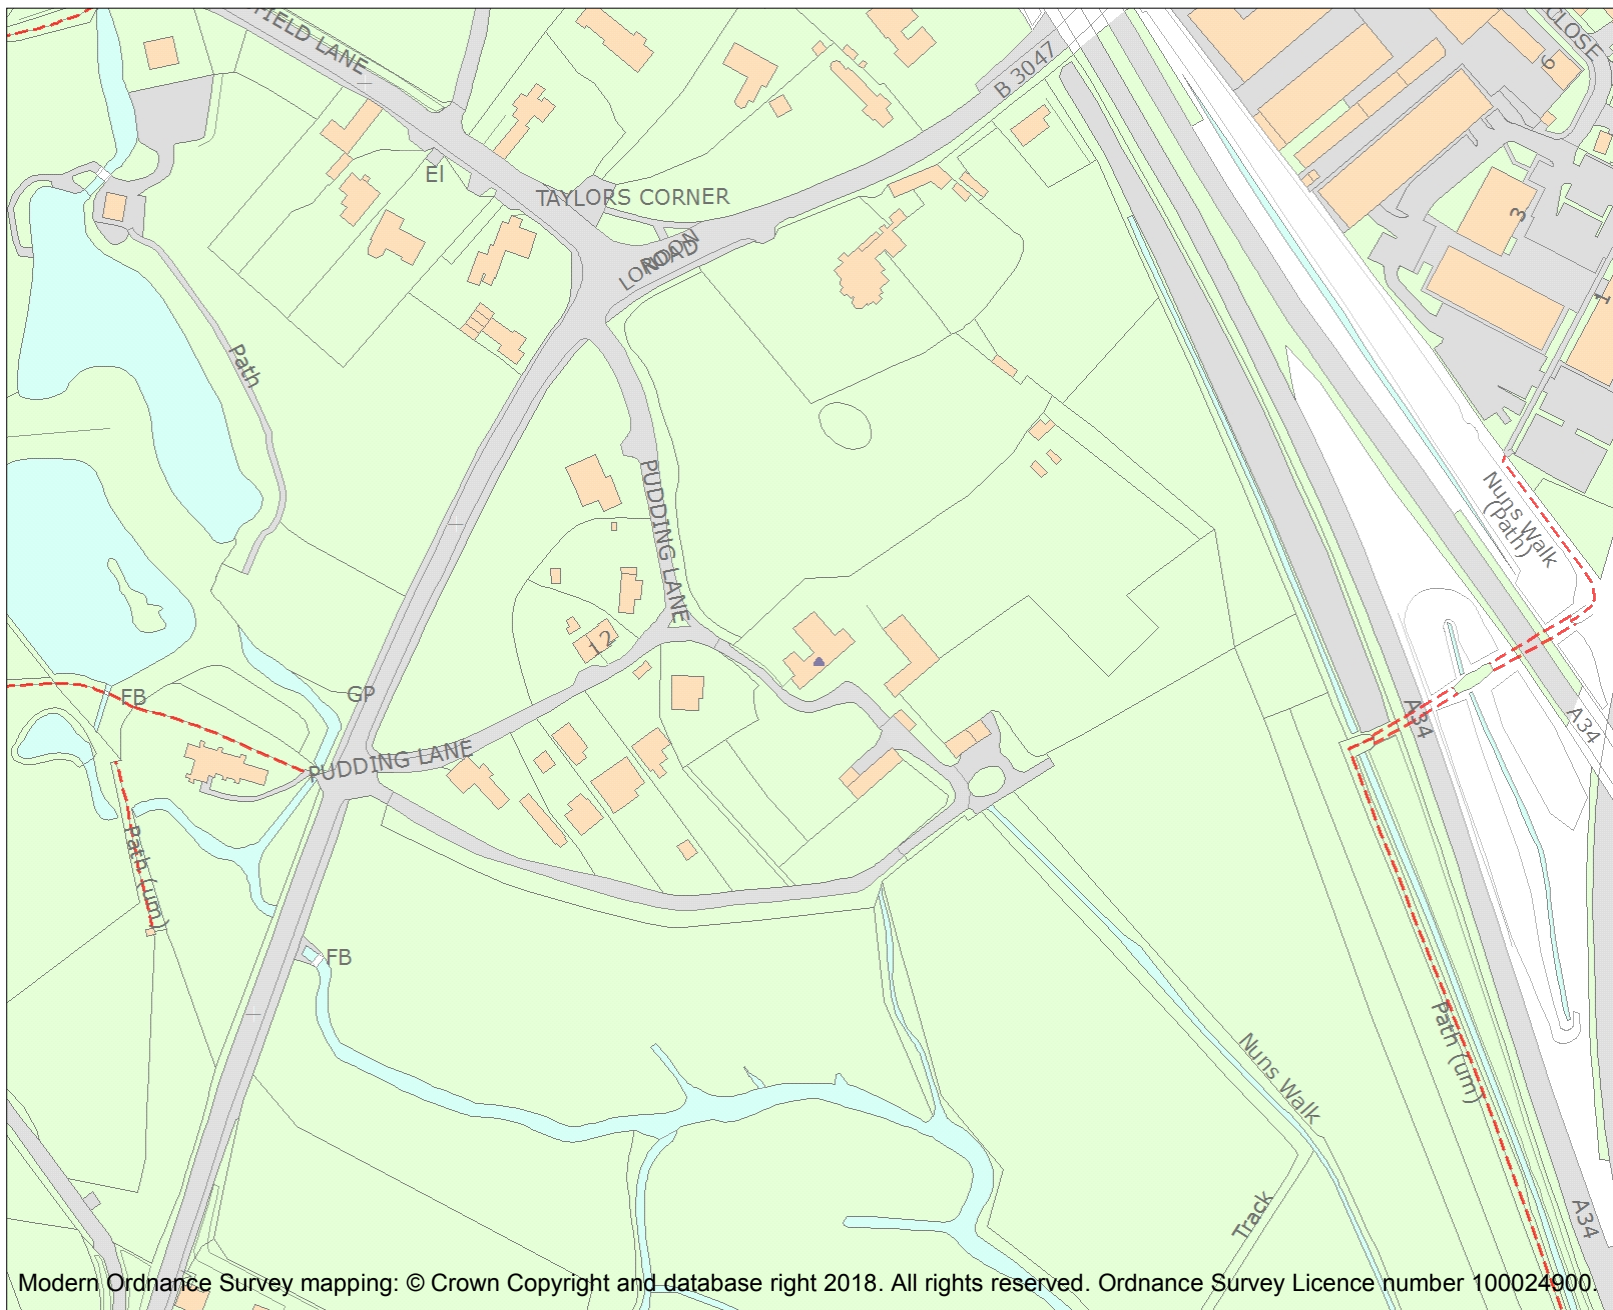 FIELD LANE
B 3047
CLOSE
6
El
TAYLORS CORNER
LONDON
ROAD
3
1
Path
PUDDING LANE
Nuns Walk
(Path)
1 2
FB
GP
A34
A34
PUDDING LANE
Path (um)
FB
Path (um)
Nuns Walk
Track
A34
Modern Ordnance Survey mapping: © Crown Copyright and database right 2018. All rights reserved. Ordnance Survey Licence number 100024900.